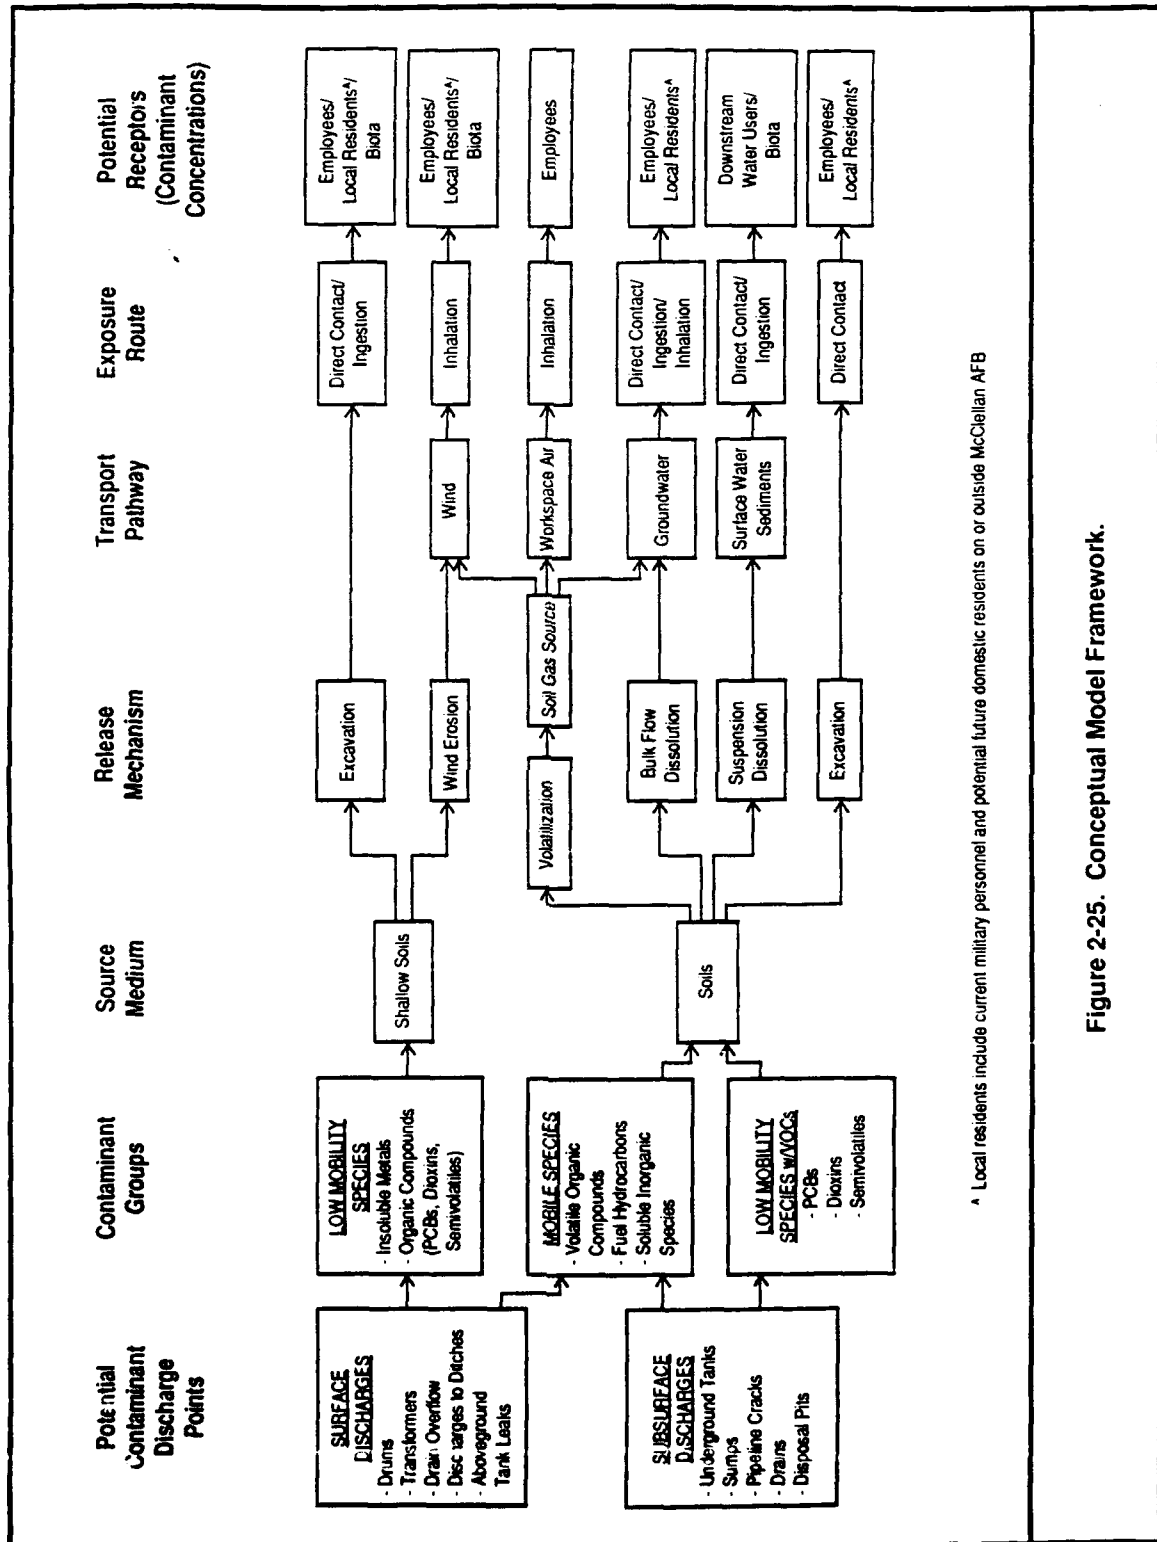 Potential
Contaminant
Discharge
Points
Contaminant
Groups
Source
Medium
Release
Mechanism
Transport
Pathway
Exposure
Route
Potential
Receptors
(Contaminant
Concentrations)
SURFACE
DISCHARGES
- Drums
- Transformers
- Drain Overflow
- Discharges to Ditches
- Aboveground
Tank Leaks
SUBSURFACE
DISCHARGES
- Underground Tanks
- Sumps
- Pipeline Cracks
- Drains
- Disposal Pits
LOW MOBILITY
SPECIES
- Insoluble Metals
- Organic Compounds
(PCBs, Dioxins,
Semivolatiles)
MOBILE SPECIES
- Volatile Organic
Compounds
- Fuel Hydrocarbons
- Soluble Inorganic
Species
LOW MOBILITY
SPECIES w/VOCs
- PCBs
- Dioxins
- Semivolatiles
Shallow Soils
Soils
Excavation
Wind Erosion
Volatilization
Soil Gas Source
Bulk Flow
Dissolution
Suspension
Dissolution
Excavation
Wind
Workspace Air
Groundwater
Surface Water
Sediments
Direct Contact/
Ingestion
Inhalation
Inhalation
Direct Contact/
Ingestion/
Inhalation
Direct Contact/
Ingestion
Direct Contact
Employees/
Local Residents^A/
Biota
Employees/
Local Residents^A/
Biota
Employees
Employees/
Local Residents^A
Downstream
Water Users/
Biota
Employees/
Local Residents^A
A Local residents include current military personnel and potential future domestic residents on or outside McClellan AFB
Figure 2-25. Conceptual Model Framework.